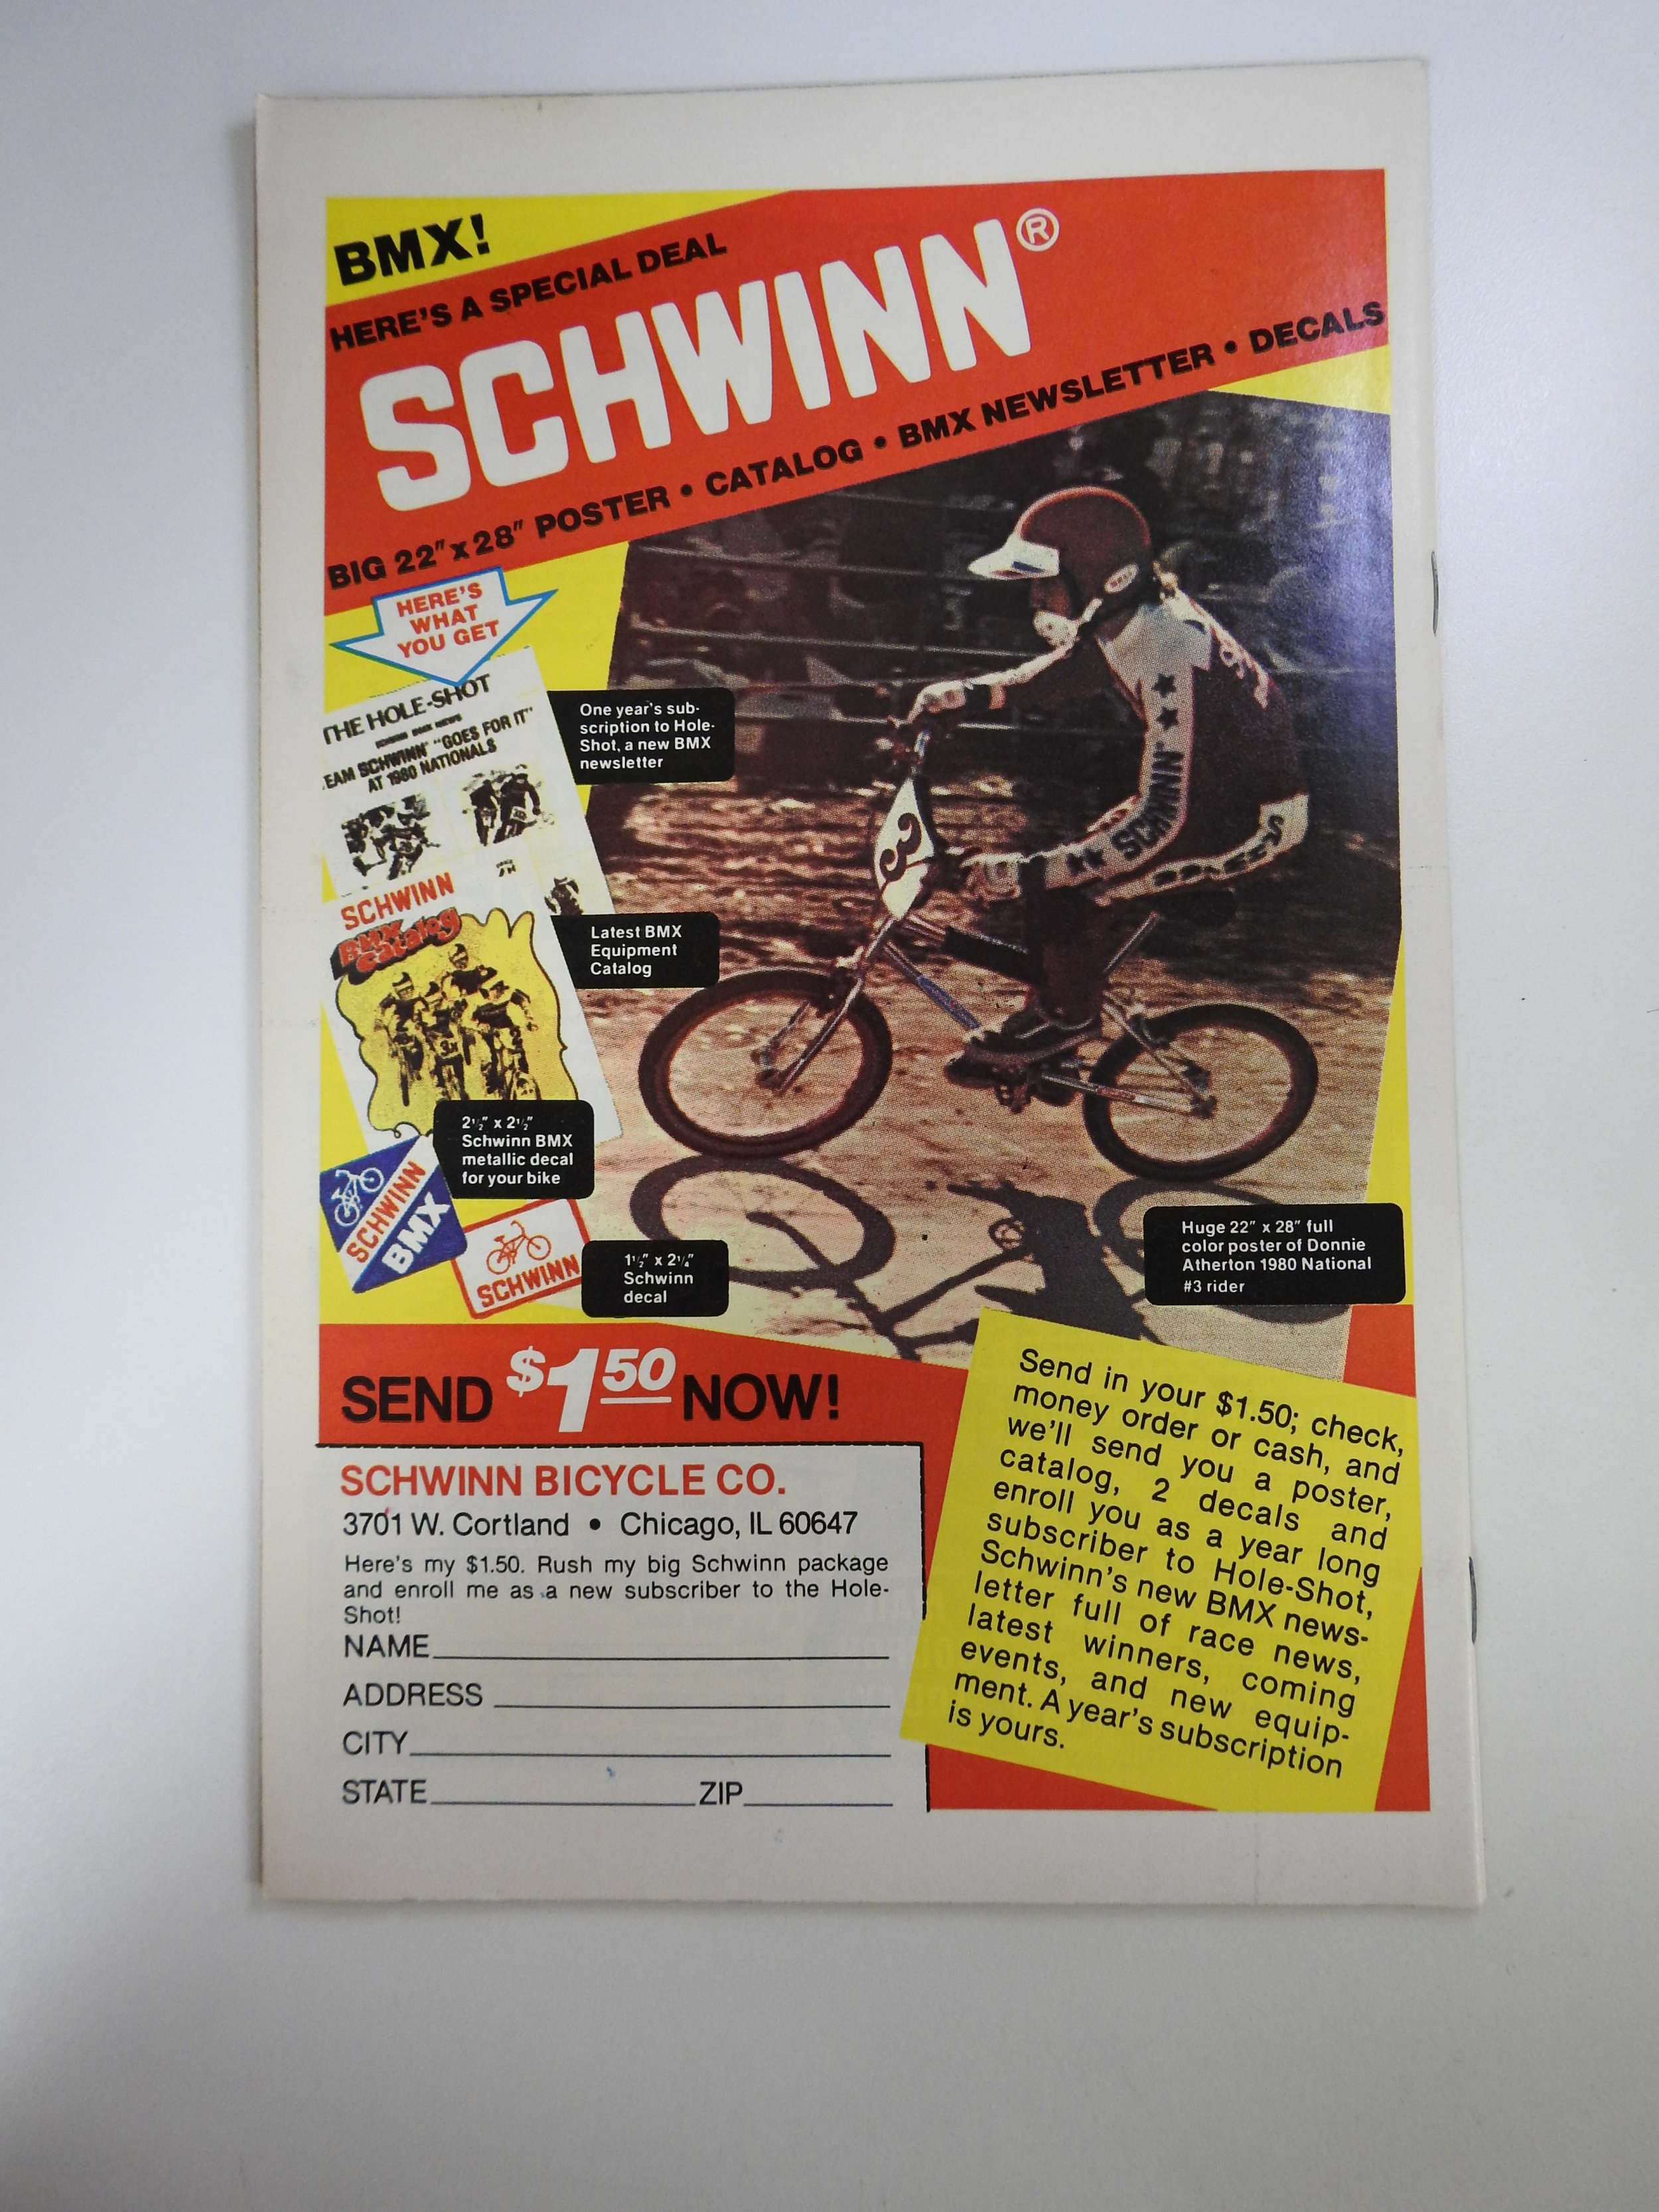 BMX!
HERE'S A SPECIAL DEAL
SCHWINN®
BIG 22" x 28" POSTER • CATALOG • BMX NEWSLETTER • DECALS
HERE'S
WHAT
YOU GET
THE HOLE-SHOT
EAM SCHWINN "GOES FOR IT"
AT 1980 NATIONALS
One year's sub-
scription to Hole-
Shot, a new BMX
newsletter
SCHWINN
BMX
Catalog
Latest BMX
Equipment
Catalog
2½" x 2½"
Schwinn BMX
metallic decal
for your bike
SCHWINN
BMX
SCHWINN
1½" x 2¼"
Schwinn
decal
BELL
SCHWINN
3
Huge 22" x 28" full
color poster of Donnie
Atherton 1980 National
#3 rider
SEND $1.50 NOW!
SCHWINN BICYCLE CO.
3701 W. Cortland • Chicago, IL 60647
Here's my $1.50. Rush my big Schwinn package
and enroll me as a new subscriber to the Hole-
Shot!
NAME
ADDRESS
CITY
STATE ZIP
Send in your $1.50; check,
money order or cash, and
we'll send you a poster,
catalog, 2 decals and
enroll you as a year long
subscriber to Hole-Shot,
Schwinn's new BMX news-
letter full of race news,
latest winners, coming
events, and new equip-
ment. A year's subscription
is yours.